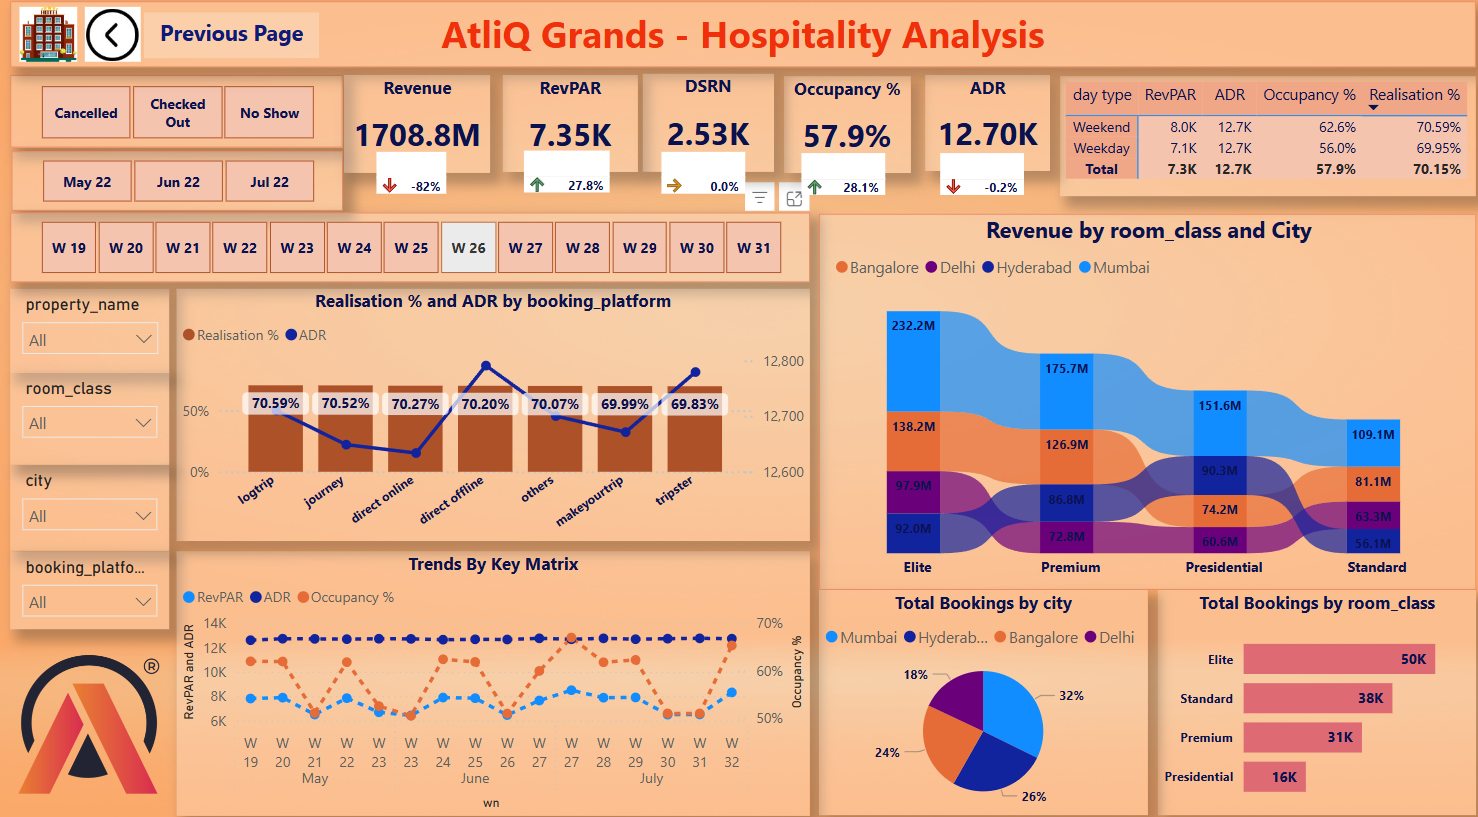 Previous Page
AtliQ Grands - Hospitality Analysis
Cancelled
Checked
Out
No Show
May 22
Jun 22
Jul 22
Revenue
1708.8M
-82%
RevPAR
7.35K
27.8%
DSRN
2.53K
0.0%
Occupancy %
57.9%
28.1%
ADR
12.70K
-0.2%
day type RevPAR ADR Occupancy % Realisation %
Weekend 8.0K 12.7K 62.6% 70.59%
Weekday 7.1K 12.7K 56.0% 69.95%
Total 7.3K 12.7K 57.9% 70.15%
W 19 W 20 W 21 W 22 W 23 W 24 W 25 W 26 W 27 W 28 W 29 W 30 W 31
property_name
All
room_class
All
city
All
booking_platfo...
All
®
Realisation % and ADR by booking_platform
Realisation % ADR
12,800
50% 12,700
0% 12,600
70.59% 70.52% 70.27% 70.20% 70.07% 69.99% 69.83%
logtrip journey direct online direct offline others makeyourtrip tripster
Trends By Key Matrix
RevPAR ADR Occupancy %
RevPAR and ADR
14K
12K
10K
8K
6K
70%
60%
50%
Occupancy %
W W W W W W W W W W W W W W W
19 20 21 22 23 23 24 25 26 27 27 28 29 30 31 32
May June July
wn
Revenue by room_class and City
Bangalore Delhi Hyderabad Mumbai
232.2M
138.2M
97.9M
92.0M
175.7M
126.9M
86.8M
72.8M
151.6M
90.3M
74.2M
60.6M
109.1M
81.1M
63.3M
56.1M
Elite Premium Presidential Standard
Total Bookings by city
Mumbai Hyderab... Bangalore Delhi
18%
32%
24%
26%
Total Bookings by room_class
Elite 50K
Standard 38K
Premium 31K
Presidential 16K